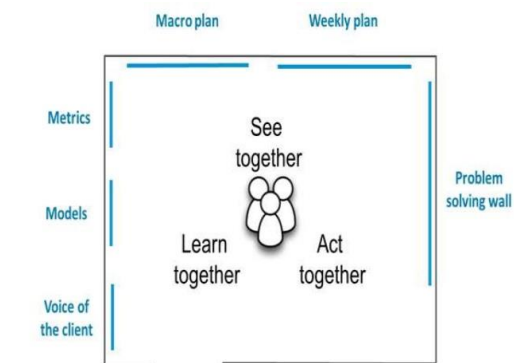 Macro plan
Weekly plan
Metrics
See
together
Problem
solving wall
Models
Learn
together
Act
together
Voice of
the client